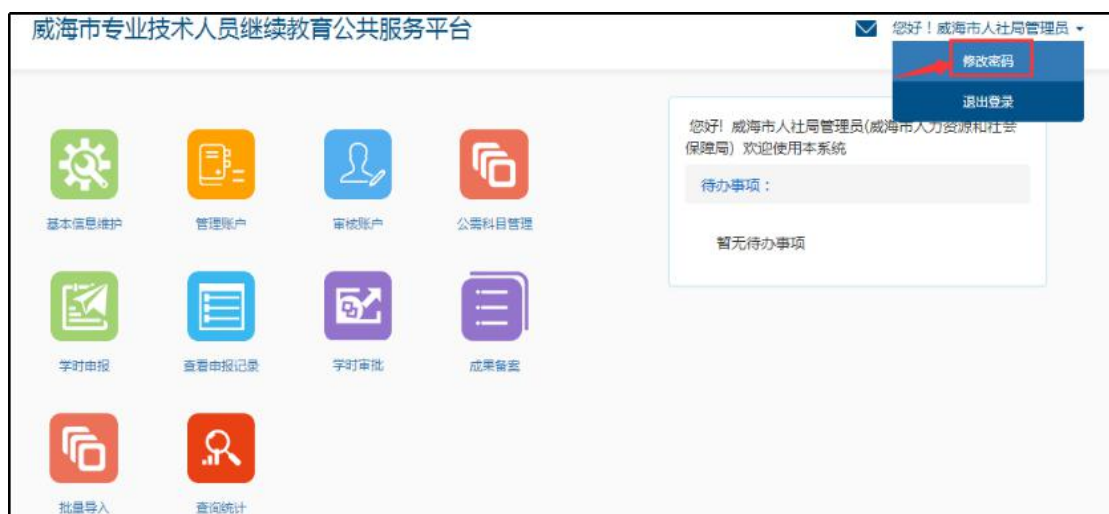 威海市专业技术人员继续教育公共服务平台
您好！威海市人社局管理员
修改密码
退出登录
您好! 威海市人社局管理员(威海市人力资源和社会
保障局) 欢迎使用本系统
待办事项：
暂无待办事项
基本信息维护
管理账户
审核账户
公需科目管理
学时申报
查看申报记录
学时审批
成果备案
批量导入
查询统计